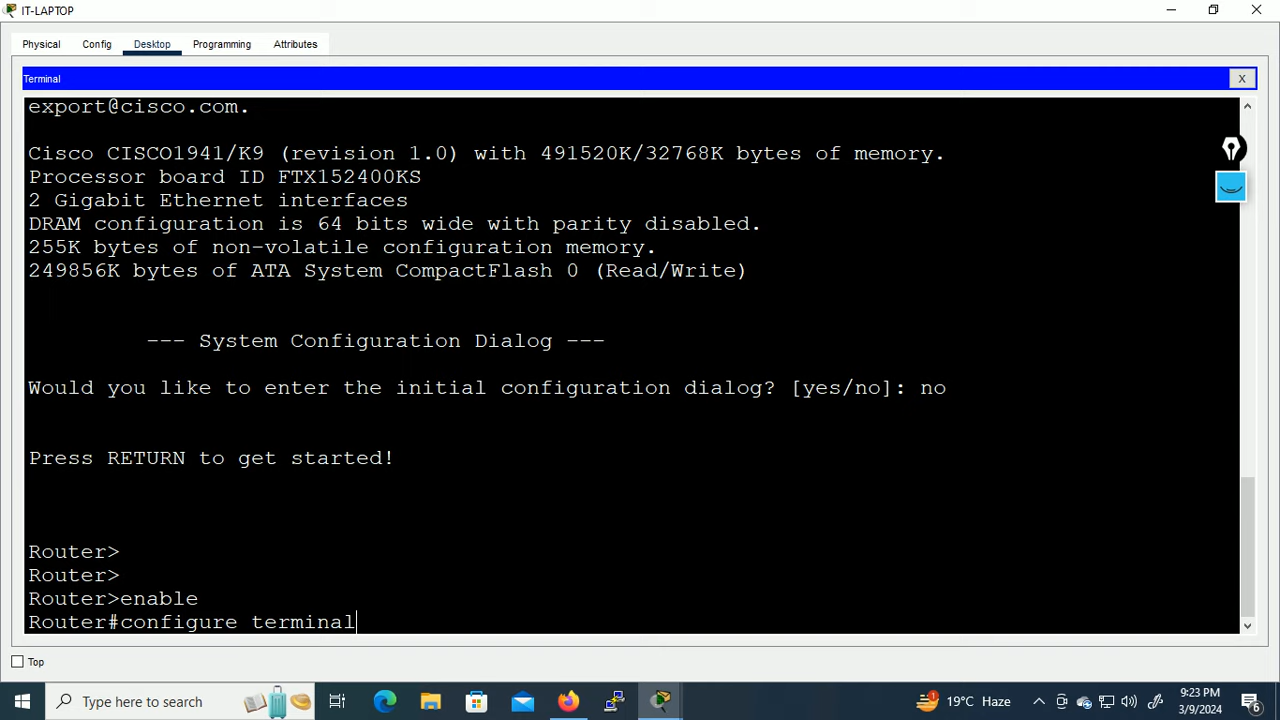 IT-LAPTOP
Physical Config Desktop Programming Attributes
Terminal X
export@cisco.com.
Cisco CISCO1941/K9 (revision 1.0) with 491520K/32768K bytes of memory.
Processor board ID FTX152400KS
2 Gigabit Ethernet interfaces
DRAM configuration is 64 bits wide with parity disabled.
255K bytes of non-volatile configuration memory.
249856K bytes of ATA System CompactFlash 0 (Read/Write)
--- System Configuration Dialog ---
Would you like to enter the initial configuration dialog? [yes/no]: no
Press RETURN to get started!
Router>
Router>
Router>enable
Router#configure terminal
Top
Type here to search 1 19°C Haze 9:23 PM
3/9/2024 6